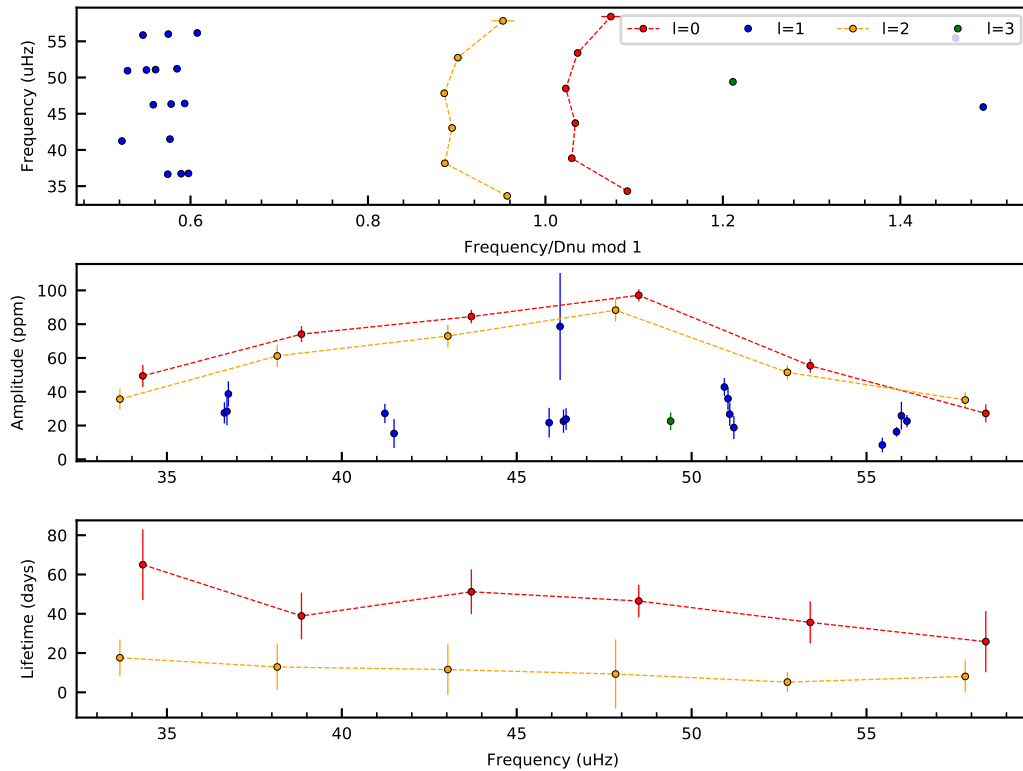 Frequency (uHz)
55
50
45
40
35
l=0 l=1 l=2 l=3
0.6 0.8 1.0 1.2 1.4
Frequency/Dnu mod 1
Amplitude (ppm)
100
80
60
40
20
0
35 40 45 50 55
Lifetime (days)
80
60
40
20
0
35 40 45 50 55
Frequency (uHz)